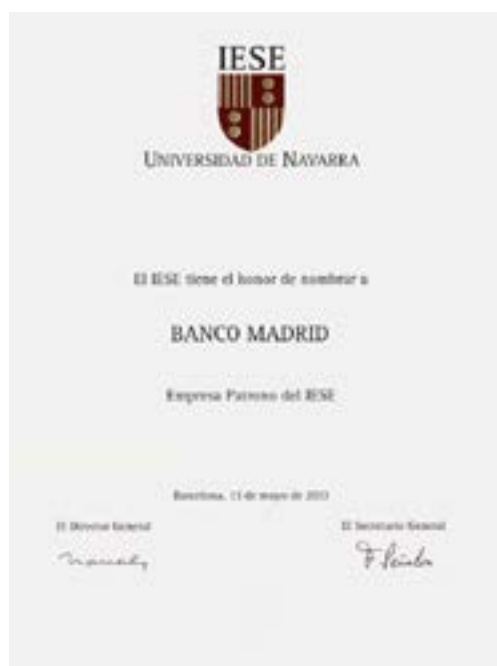 IESE
UNIVERSIDAD DE NAVARRA
El IESE tiene el honor de nombrar a
BANCO MADRID
Empresa Patrono del IESE
Barcelona, de mayo de
El Director General
El Secretario General